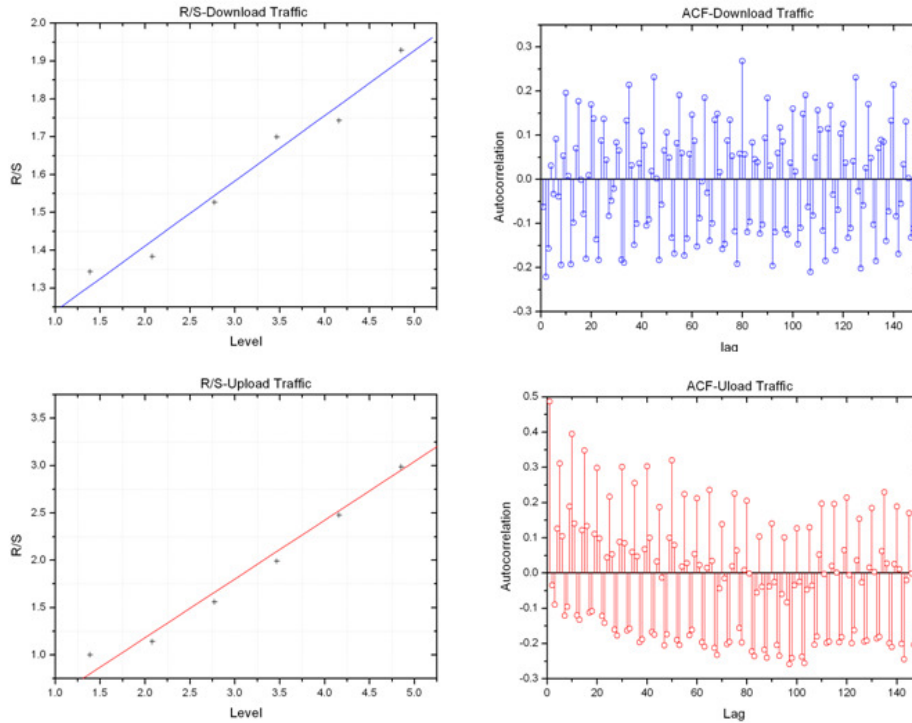 R/S-Download Traffic
2.0
1.9
1.8
1.7
1.6
1.5
1.4
1.3
R/S
1.0 1.5 2.0 2.5 3.0 3.5 4.0 4.5 5.0
Level
ACF-Download Traffic
0.3
0.2
0.1
0.0
-0.1
-0.2
-0.3
Autocorrelation
0 20 40 60 80 100 120 140
lag
R/S-Upload Traffic
3.5
3.0
2.5
2.0
1.5
1.0
R/S
1.0 1.5 2.0 2.5 3.0 3.5 4.0 4.5 5.0
Level
ACF-Uload Traffic
0.5
0.4
0.3
0.2
0.1
0.0
-0.1
-0.2
-0.3
Autocorrelation
0 20 40 60 80 100 120 140
Lag